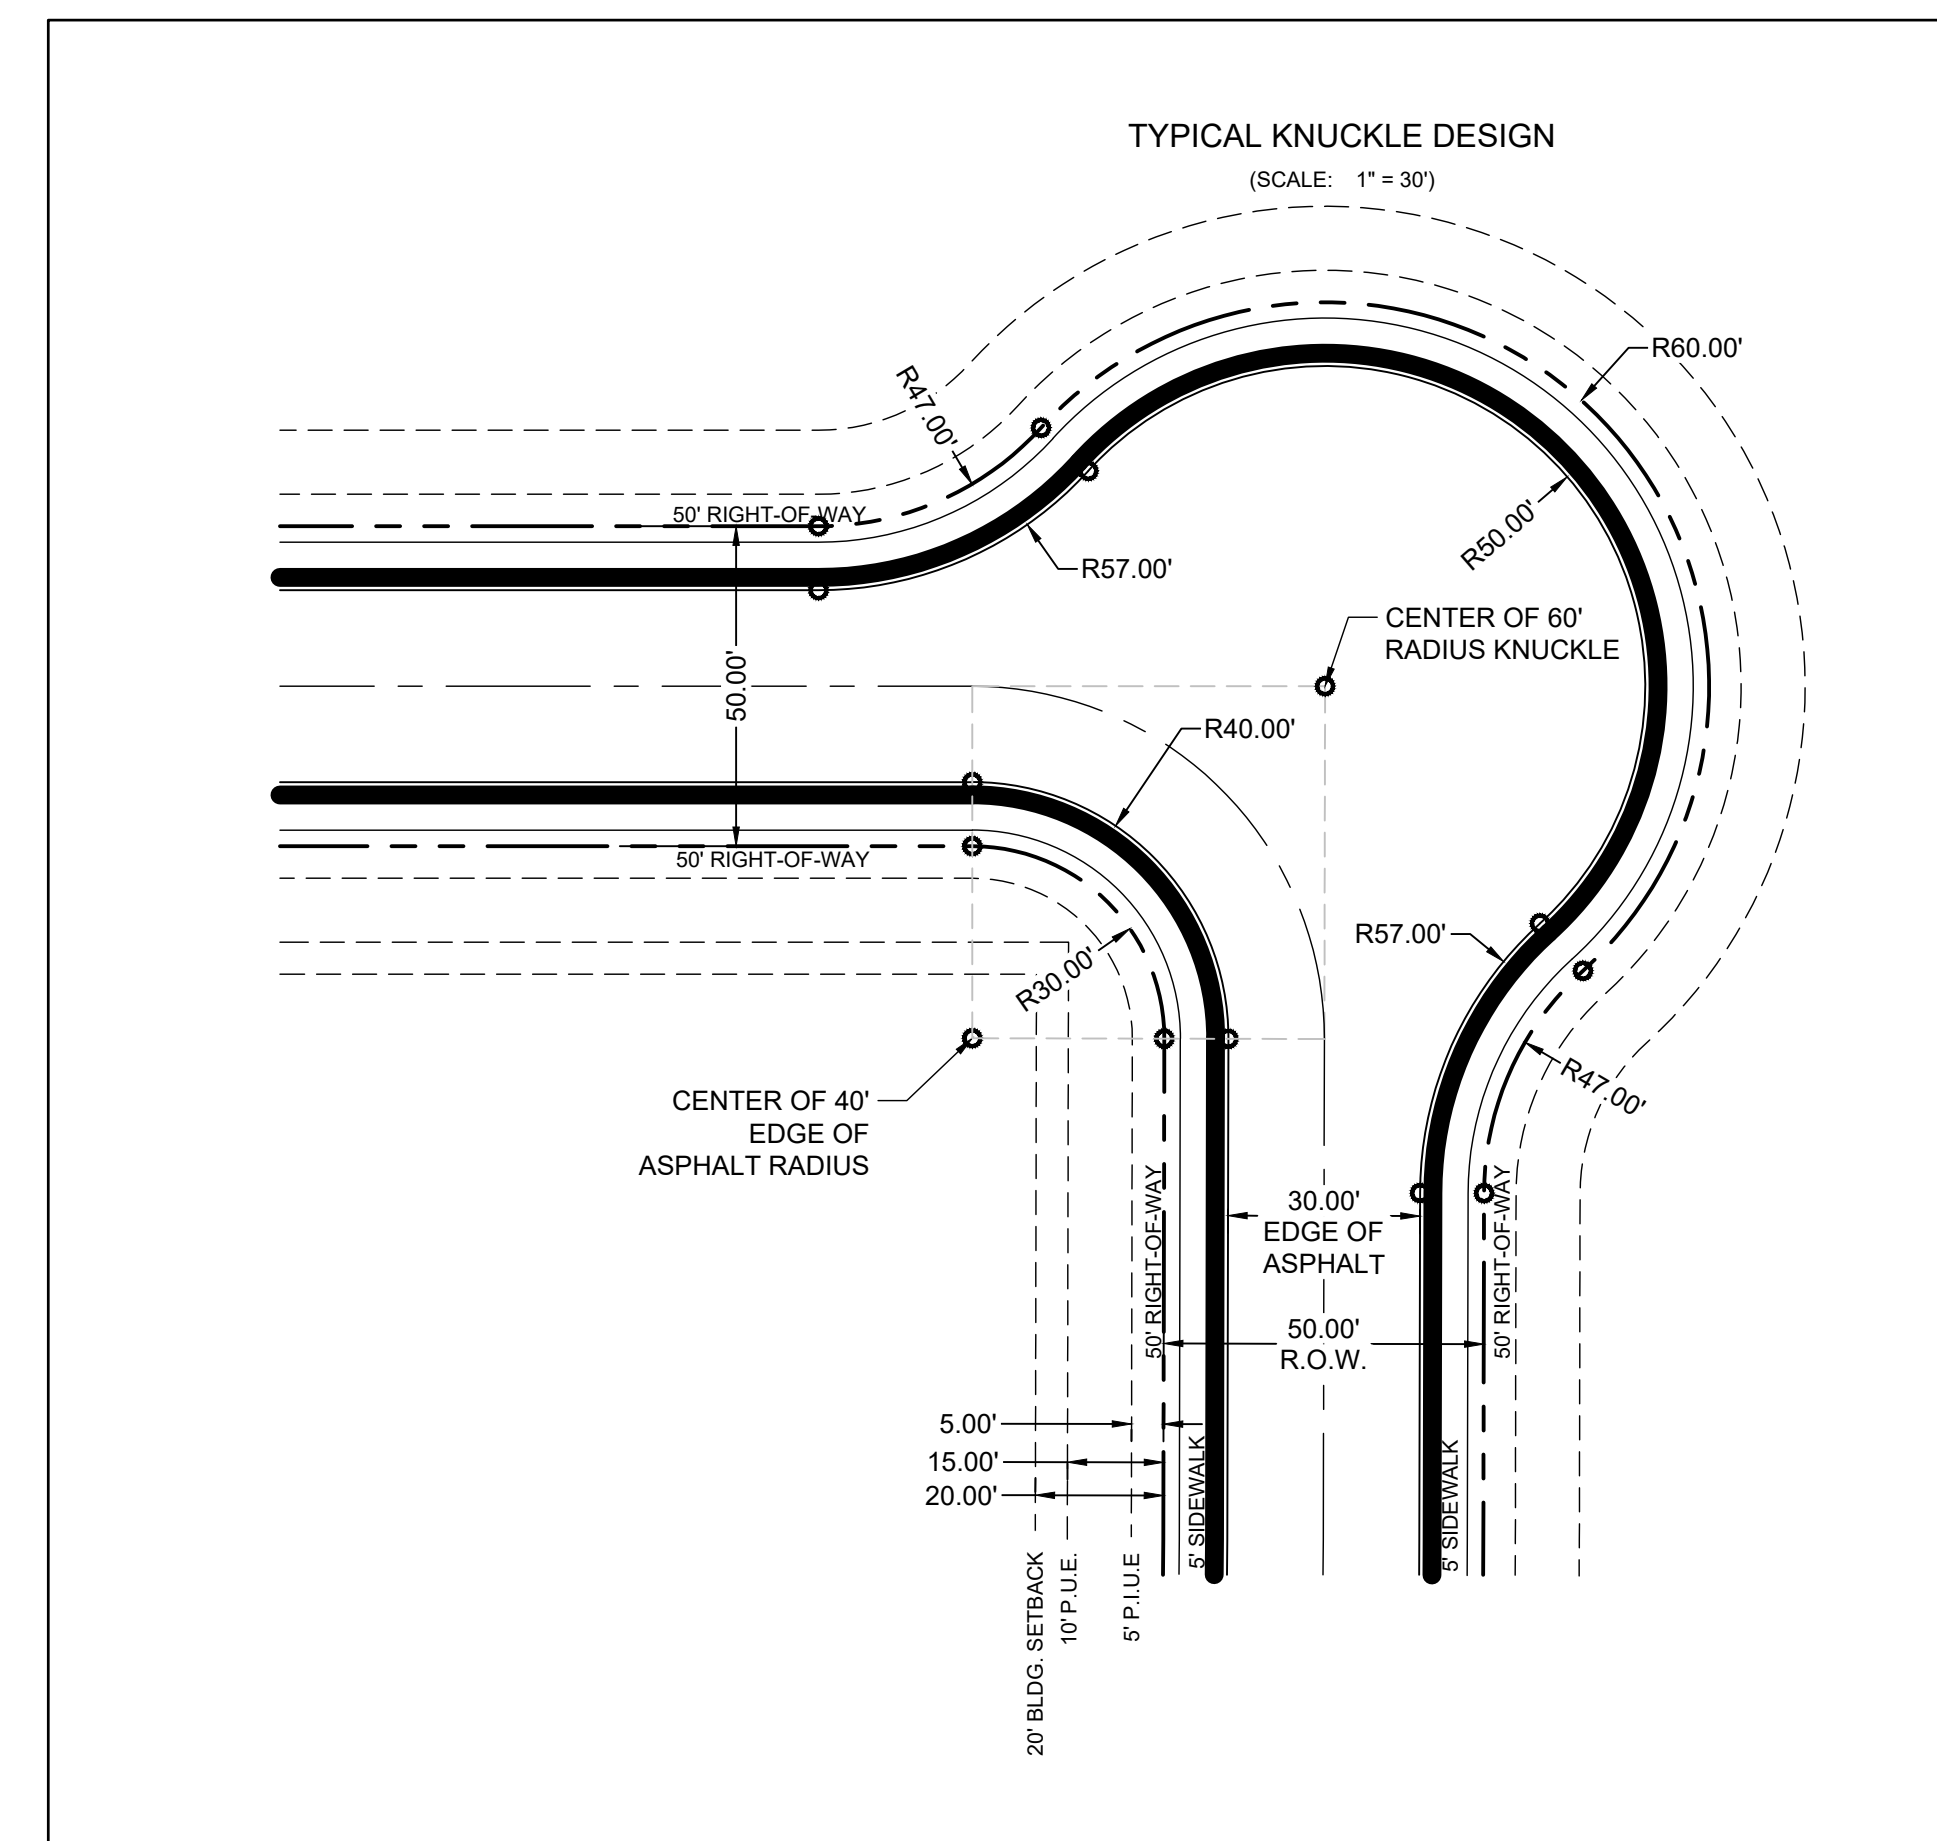 TYPICAL KNUCKLE DESIGN
(SCALE: 1" = 30')
R60.00'
R47.00'
50' RIGHT-OF-WAY
R57.00'
R50.00'
CENTER OF 60'
RADIUS KNUCKLE
50.00'
R40.00'
50' RIGHT-OF-WAY
R57.00'
R30.00'
CENTER OF 40'
EDGE OF
ASPHALT RADIUS
R47.00'
50' RIGHT-OF-WAY
30.00'
EDGE OF
ASPHALT
50' RIGHT-OF-WAY
50.00'
R.O.W.
5.00'
15.00'
20.00'
5' SIDEWALK
5' SIDEWALK
20' BLDG. SETBACK
10' P.U.E.
5' P.I.U.E